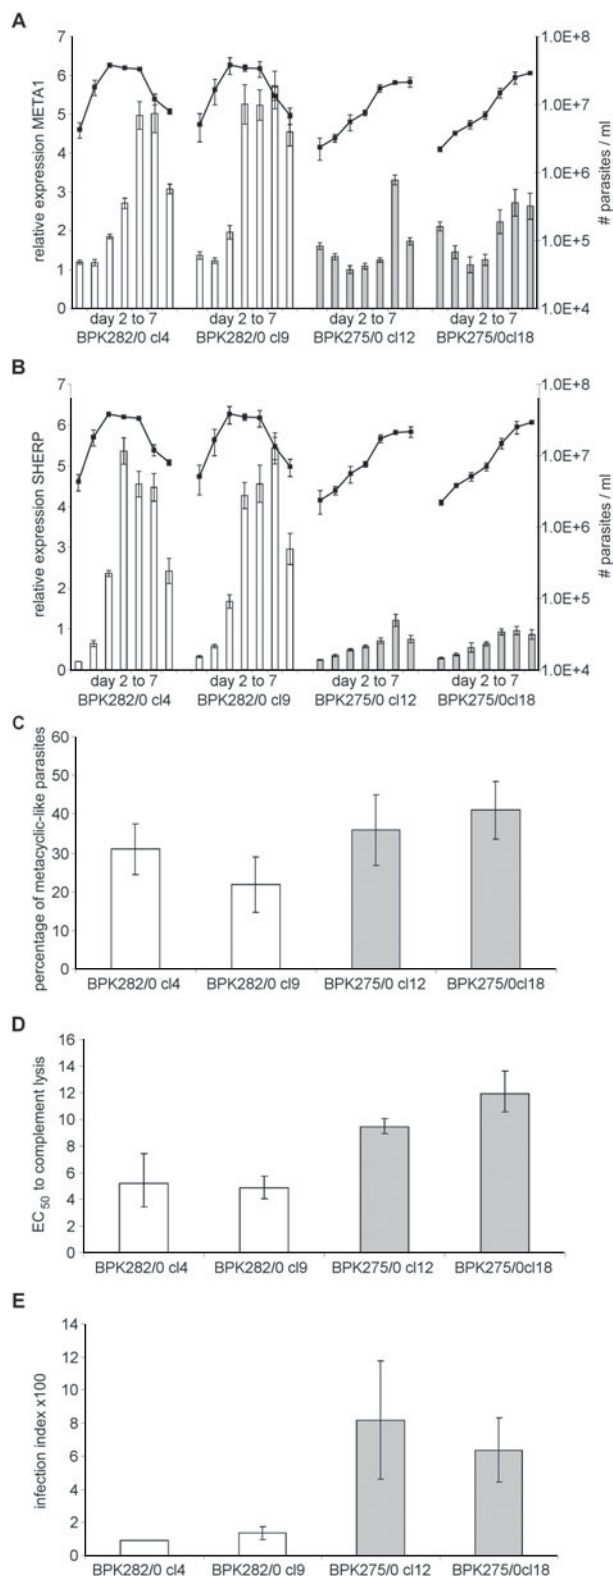 A
relative expression META1
7
6
5
4
3
2
1
0
1.0E+8
1.0E+7
1.0E+6
1.0E+5
1.0E+4
# parasites / ml
day 2 to 7 day 2 to 7 day 2 to 7 day 2 to 7
BPK282/0 cl4 BPK282/0 cl9 BPK275/0 cl12 BPK275/0cl18
B
relative expression SHERP
7
6
5
4
3
2
1
0
1.0E+8
1.0E+7
1.0E+6
1.0E+5
1.0E+4
# parasites / ml
day 2 to 7 day 2 to 7 day 2 to 7 day 2 to 7
BPK282/0 cl4 BPK282/0 cl9 BPK275/0 cl12 BPK275/0cl18
C
percentage of metacyclic-like parasites
60
50
40
30
20
10
0
BPK282/0 cl4 BPK282/0 cl9 BPK275/0 cl12 BPK275/0cl18
D
EC50 to complement lysis
16
14
12
10
8
6
4
2
0
BPK282/0 cl4 BPK282/0 cl9 BPK275/0 cl12 BPK275/0cl18
E
infection index x100
14
12
10
8
6
4
2
0
BPK282/0 cl4 BPK282/0 cl9 BPK275/0 cl12 BPK275/0cl18